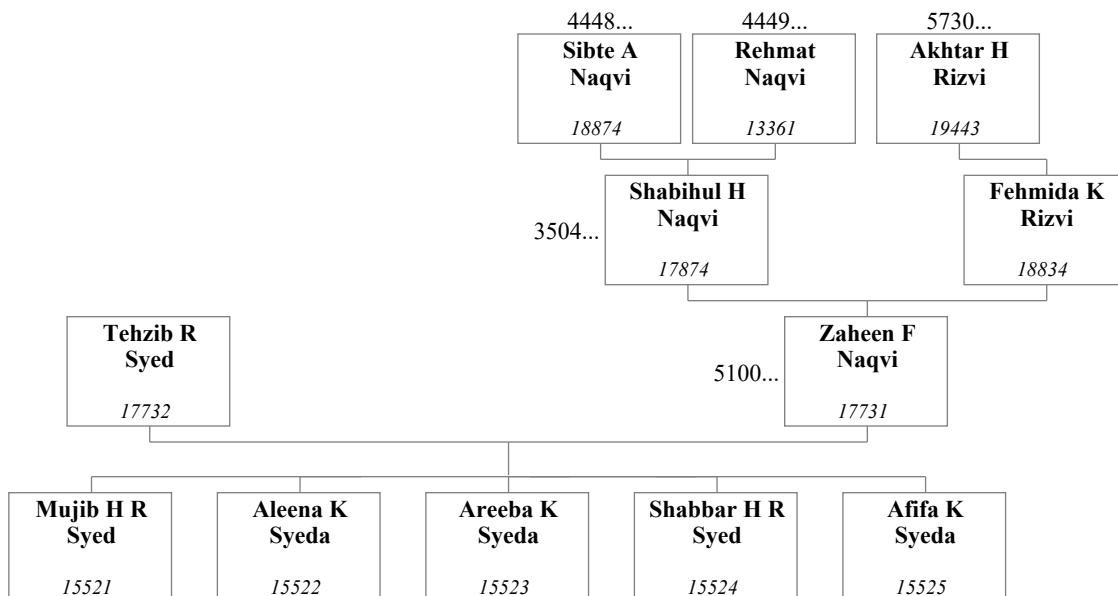 4448...
4449...
5730...
Sibte A
Naqvi
18874
Rehmat
Naqvi
13361
Akhtar H
Rizvi
19443
3504...
Shabihul H
Naqvi
17874
Fehmida K
Rizvi
18834
Tehzib R
Syed
17732
5100...
Zaheen F
Naqvi
17731
Mujib H R
Syed
15521
Aleena K
Syeda
15522
Areeba K
Syeda
15523
Shabbar H R
Syed
15524
Afifa K
Syeda
15525